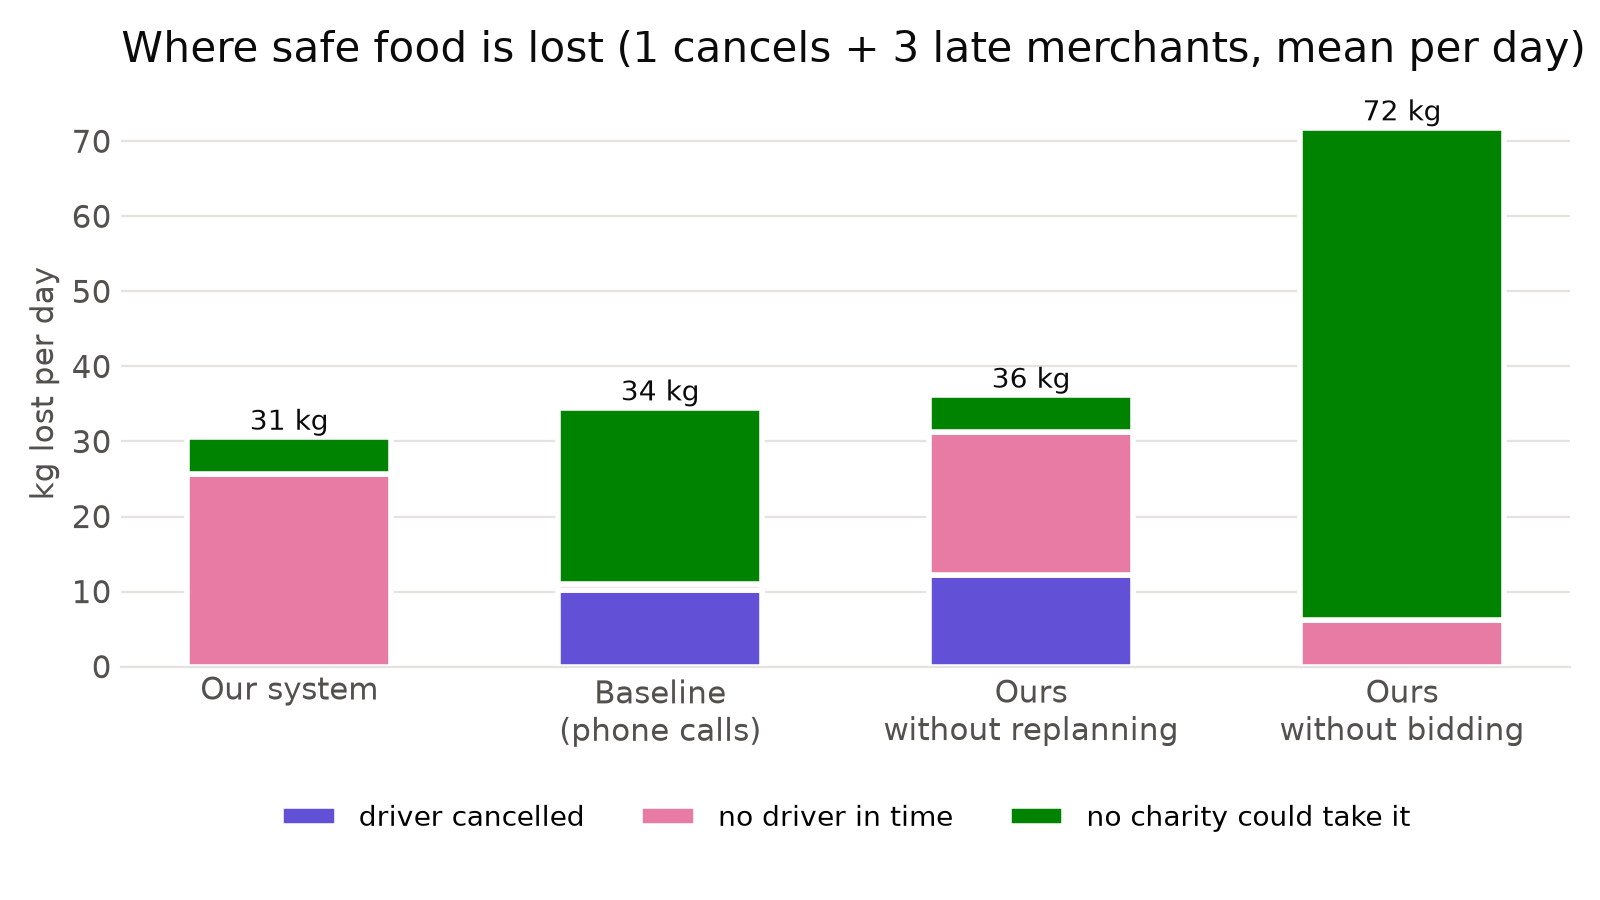 Where safe food is lost (1 cancels + 3 late merchants, mean per day)
72 kg
70
60
50
40
36 kg
34 kg
31 kg
30
20
10
0
kg lost per day
Our system
Baseline
(phone calls)
Ours
without replanning
Ours
without bidding
driver cancelled
no driver in time
no charity could take it